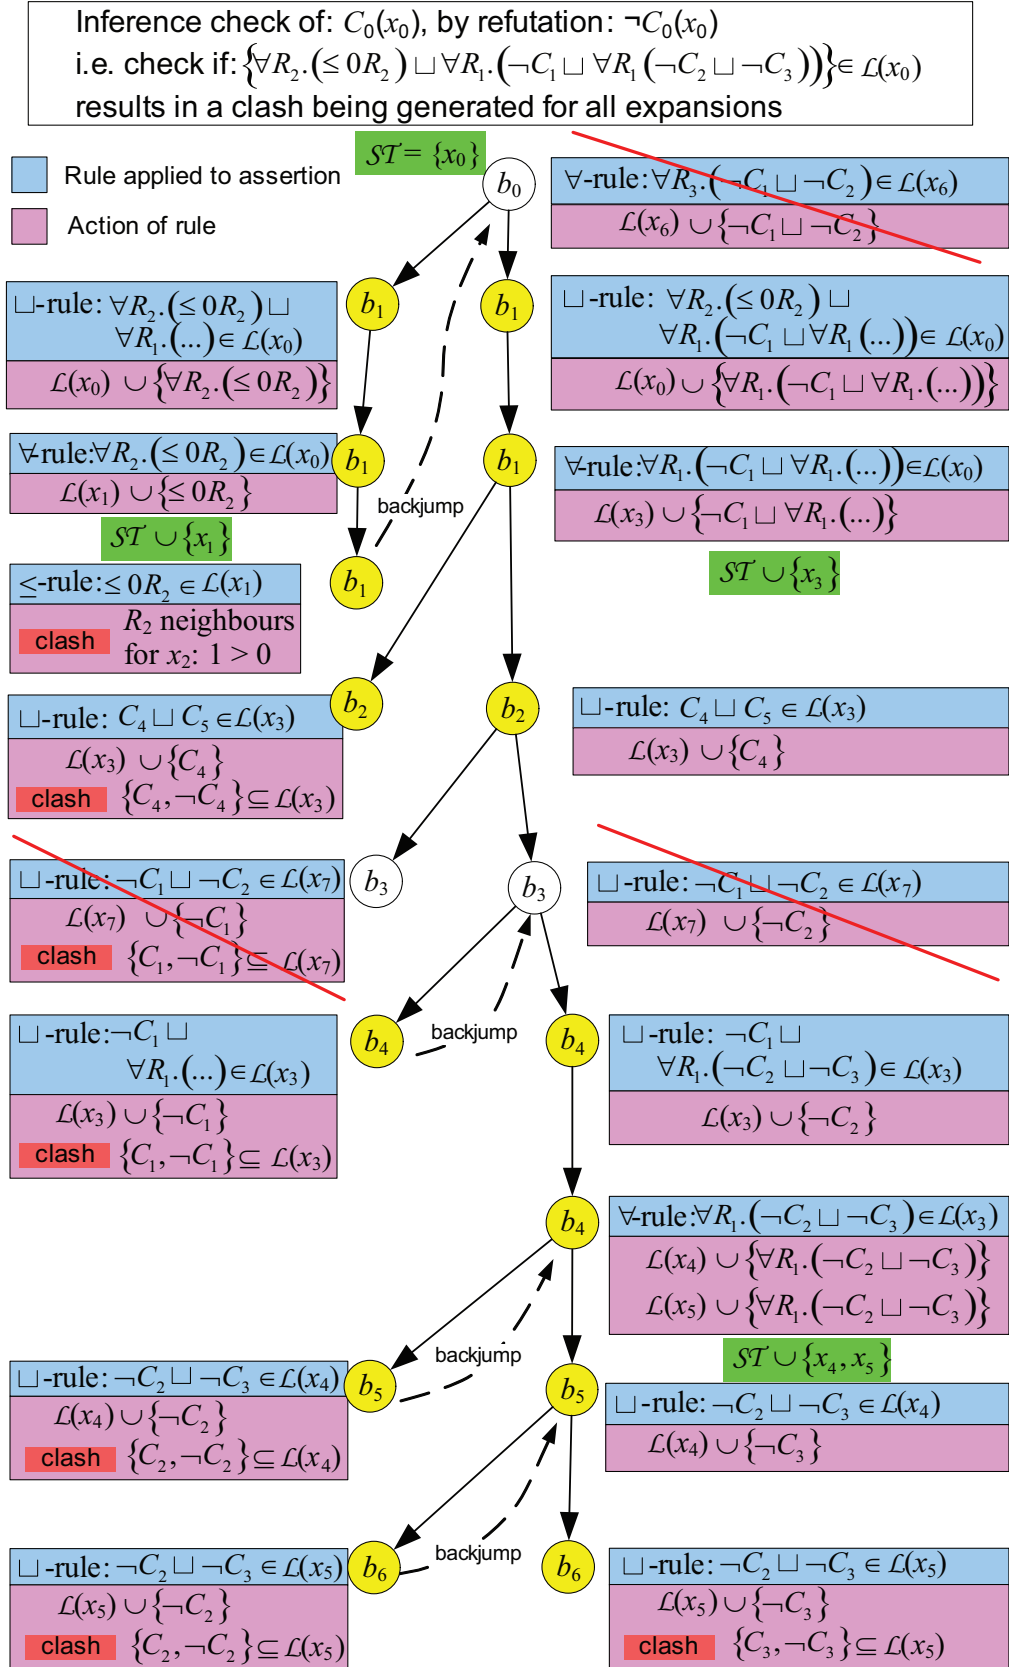 Inference check of: C₀(x₀), by refutation: ¬C₀(x₀)
i.e. check if: {∀R₂.(≤ 0R₂) ⊔ ∀R₁.(¬C₁ ⊔ ∀R₁(¬C₂ ⊔ ¬C₃))} ∈ ℒ(x₀)
results in a clash being generated for all expansions
𝒮𝒯 = {x₀}
b₀
Rule applied to assertion
Action of rule
∀-rule: ∀R₃.(¬C₁ ⊔ ¬C₂) ∈ ℒ(x₆)
ℒ(x₆) ∪ {¬C₁ ⊔ ¬C₂}
⊔-rule: ∀R₂.(≤ 0R₂) ⊔
∀R₁.(...) ∈ ℒ(x₀)
ℒ(x₀) ∪ {∀R₂.(≤ 0R₂)}
b₁
b₁
⊔-rule: ∀R₂.(≤ 0R₂) ⊔
∀R₁.(¬C₁ ⊔ ∀R₁(...)) ∈ ℒ(x₀)
ℒ(x₀) ∪ {∀R₁.(¬C₁ ⊔ ∀R₁.(...))}
∀-rule: ∀R₂.(≤ 0R₂) ∈ ℒ(x₀)
ℒ(x₁) ∪ {≤ 0R₂}
𝒮𝒯 ∪ {x₁}
b₁
b₁
backjump
∀-rule: ∀R₁.(¬C₁ ⊔ ∀R₁.(...)) ∈ ℒ(x₀)
ℒ(x₃) ∪ {¬C₁ ⊔ ∀R₁.(...)}
𝒮𝒯 ∪ {x₃}
≤-rule: ≤ 0R₂ ∈ ℒ(x₁)
clash R₂ neighbours
for x₂: 1 > 0
b₁
⊔-rule: C₄ ⊔ C₅ ∈ ℒ(x₃)
ℒ(x₃) ∪ {C₄}
clash {C₄, ¬C₄} ⊆ ℒ(x₃)
b₂
b₂
⊔-rule: C₄ ⊔ C₅ ∈ ℒ(x₃)
ℒ(x₃) ∪ {C₄}
⊔-rule: ¬C₁ ⊔ ¬C₂ ∈ ℒ(x₇)
ℒ(x₇) ∪ {¬C₁}
clash {C₁, ¬C₁} ⊆ ℒ(x₇)
b₃
b₃
⊔-rule: ¬C₁ ⊔ ¬C₂ ∈ ℒ(x₇)
ℒ(x₇) ∪ {¬C₂}
⊔-rule: ¬C₁ ⊔
∀R₁.(...) ∈ ℒ(x₃)
ℒ(x₃) ∪ {¬C₁}
clash {C₁, ¬C₁} ⊆ ℒ(x₃)
b₄
backjump
b₄
⊔-rule: ¬C₁ ⊔
∀R₁.(¬C₂ ⊔ ¬C₃) ∈ ℒ(x₃)
ℒ(x₃) ∪ {¬C₂}
b₄
∀-rule: ∀R₁.(¬C₂ ⊔ ¬C₃) ∈ ℒ(x₃)
ℒ(x₄) ∪ {∀R₁.(¬C₂ ⊔ ¬C₃)}
ℒ(x₅) ∪ {∀R₁.(¬C₂ ⊔ ¬C₃)}
𝒮𝒯 ∪ {x₄, x₅}
⊔-rule: ¬C₂ ⊔ ¬C₃ ∈ ℒ(x₄)
ℒ(x₄) ∪ {¬C₂}
clash {C₂, ¬C₂} ⊆ ℒ(x₄)
b₅
backjump
b₅
⊔-rule: ¬C₂ ⊔ ¬C₃ ∈ ℒ(x₄)
ℒ(x₄) ∪ {¬C₃}
⊔-rule: ¬C₂ ⊔ ¬C₃ ∈ ℒ(x₅)
ℒ(x₅) ∪ {¬C₂}
clash {C₂, ¬C₂} ⊆ ℒ(x₅)
b₆
backjump
b₆
⊔-rule: ¬C₂ ⊔ ¬C₃ ∈ ℒ(x₅)
ℒ(x₅) ∪ {¬C₃}
clash {C₃, ¬C₃} ⊆ ℒ(x₅)